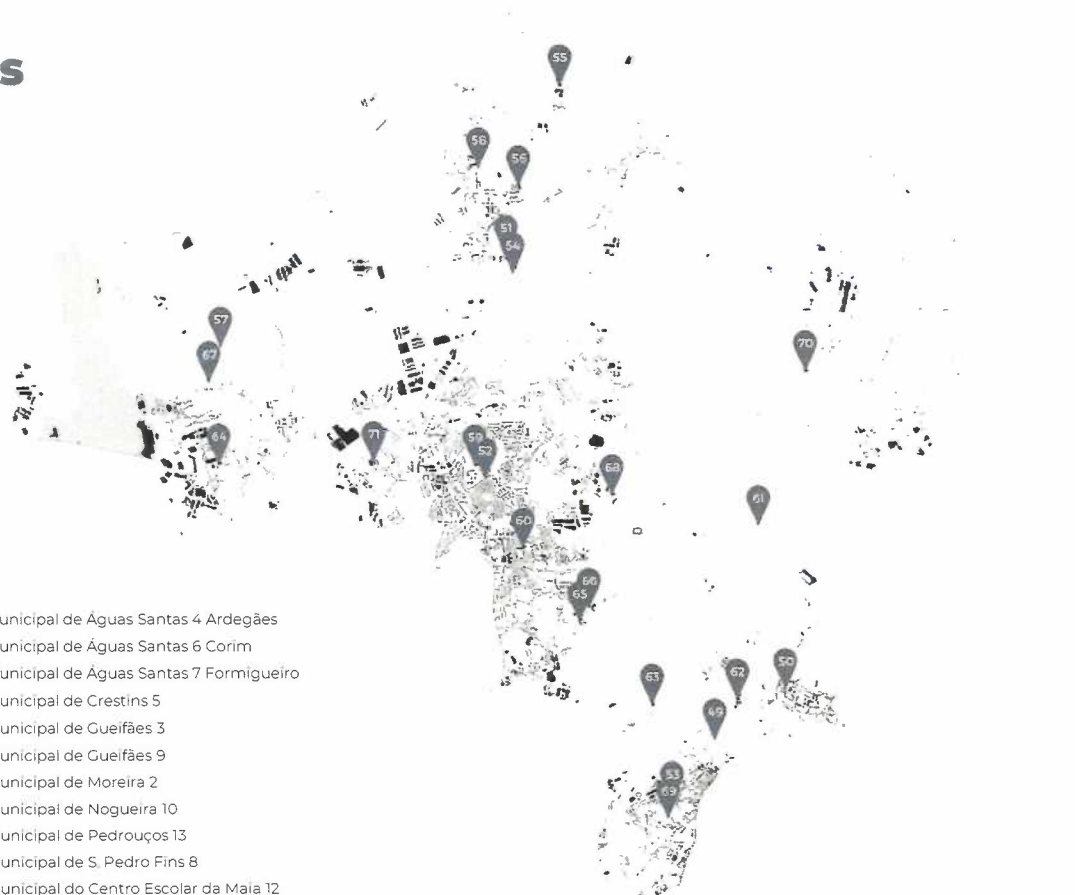 s
55
58
56
51
54
57
67
70
64
71
59
52
68
61
60
66
65
unicipal de Águas Santas 4 Ardegães
unicipal de Águas Santas 6 Corim
unicipal de Águas Santas 7 Formigueiro
unicipal de Crestins 5
unicipal de Gueifães 3
unicipal de Gueifães 9
unicipal de Moreira 2
unicipal de Nogueira 10
unicipal de Pedrouços 13
unicipal de S. Pedro Fins 8
unicipal do Centro Escolar da Maia 12
63
62
50
49
53
69